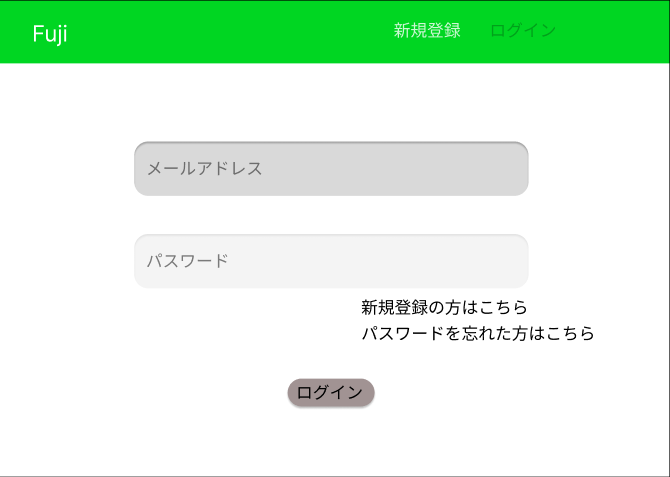 Fuji
新規登録 ログイン
メールアドレス
パスワード
新規登録の方はこちら
パスワードを忘れた方はこちら
ログイン